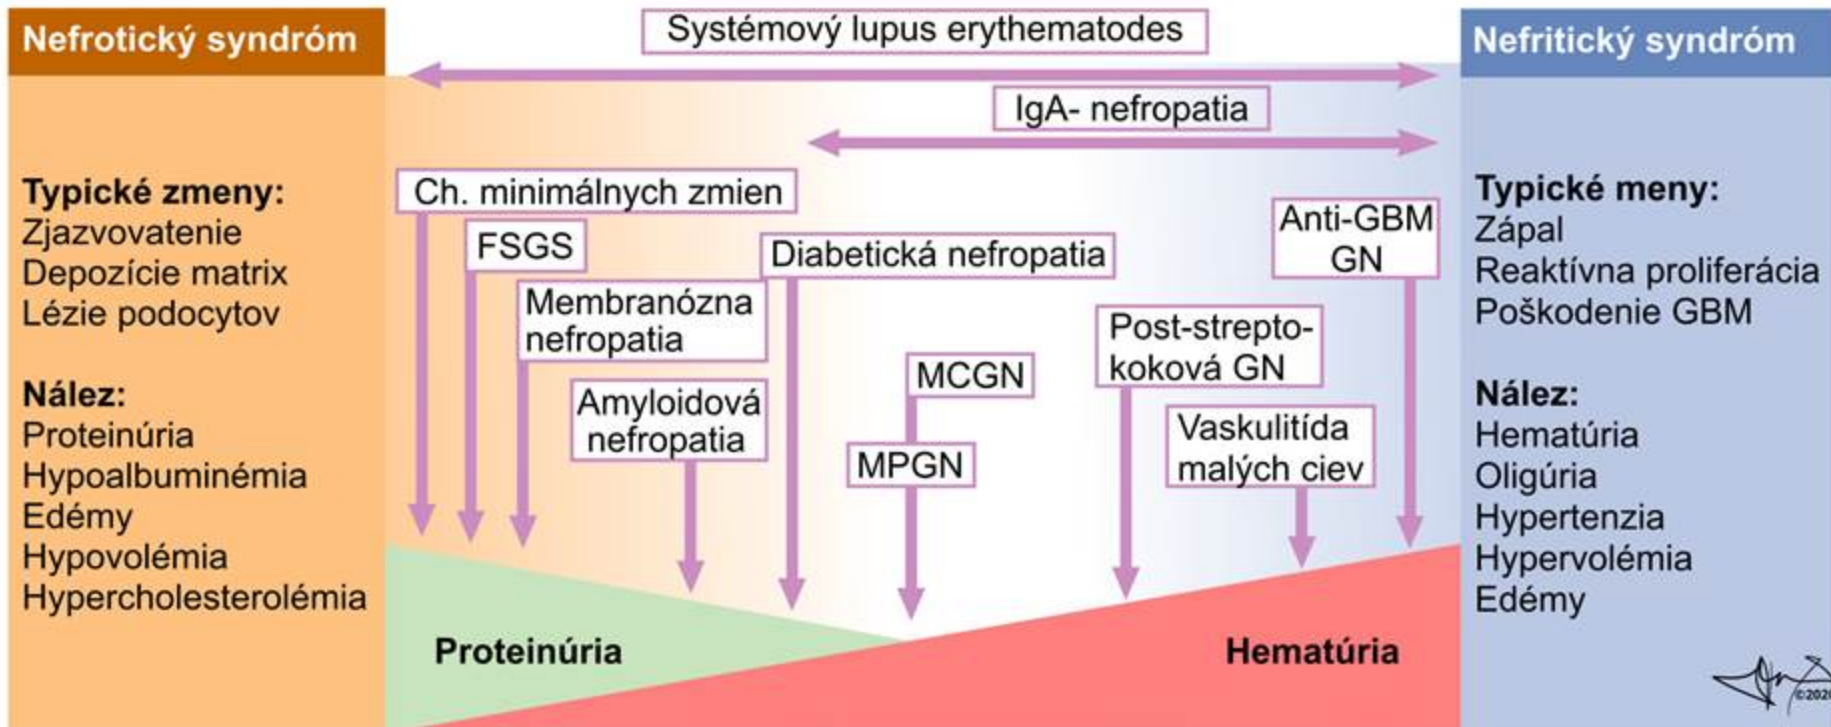 Nefrotický syndróm
Systémový lupus erythematodes
Nefritický syndróm
IgA- nefropatia
Typické zmeny:
Zjazvovatenie
Depozície matrix
Lézie podocytov
Nález:
Proteinúria
Hypoalbuminémia
Edémy
Hypovolémia
Hypercholesterolémia
Ch. minimálnych zmien
FSGS
Membranózna
nefropatia
Amyloidová
nefropatia
Diabetická nefropatia
MCGN
MPGN
Post-strepto-
koková GN
Vaskulitída
malých ciev
Anti-GBM
GN
Typické meny:
Zápal
Reaktívna proliferácia
Poškodenie GBM
Nález:
Hematúria
Oligúria
Hypertenzia
Hypervolémia
Edémy
Proteinúria
Hematúria
©2020